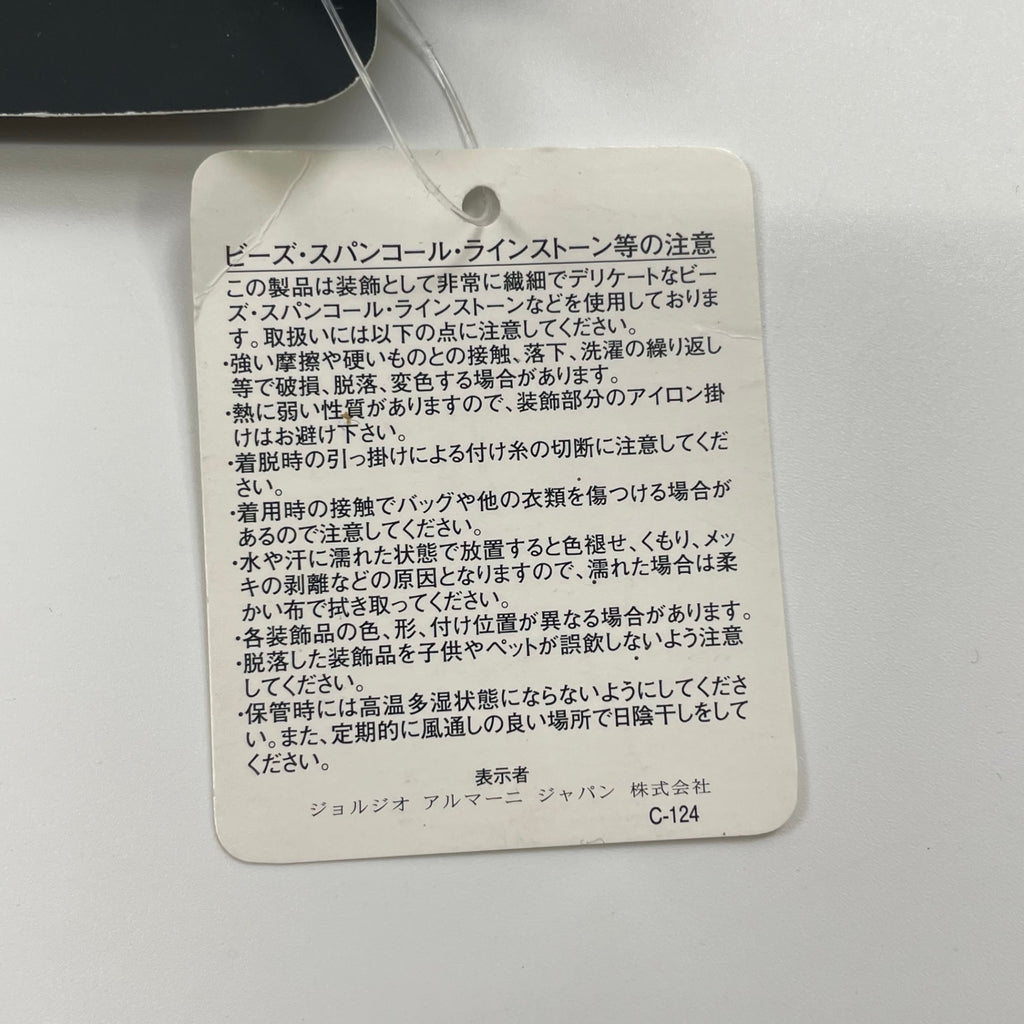 ビーズ・スパンコール・ラインストーン等の注意
この製品は装飾として非常に繊細でデリケートなビー
ズ・スパンコール・ラインストーンなどを使用しておりま
す。取扱いには以下の点に注意してください。
・強い摩擦や硬いものとの接触、落下、洗濯の繰り返し
等で破損、脱落、変色する場合があります。
・熱に弱い性質がありますので、装飾部分のアイロン掛
けはお避け下さい。
・着脱時の引っ掛けによる付け糸の切断に注意してくだ
さい。
・着用時の接触でバッグや他の衣類を傷つける場合が
あるので注意してください。
・水や汗に濡れた状態で放置すると色褪せ、くもり、メッ
キの剥離などの原因となりますので、濡れた場合は柔
かい布で拭き取ってください。
・各装飾品の色、形、付け位置が異なる場合があります。
・脱落した装飾品を子供やペットが誤飲しないよう注意
してください。
・保管時には高温多湿状態にならないようにしてくださ
い。また、定期的に風通しの良い場所で日陰干しをして
ください。
表示者
ジョルジオ アルマーニ ジャパン 株式会社
C-124